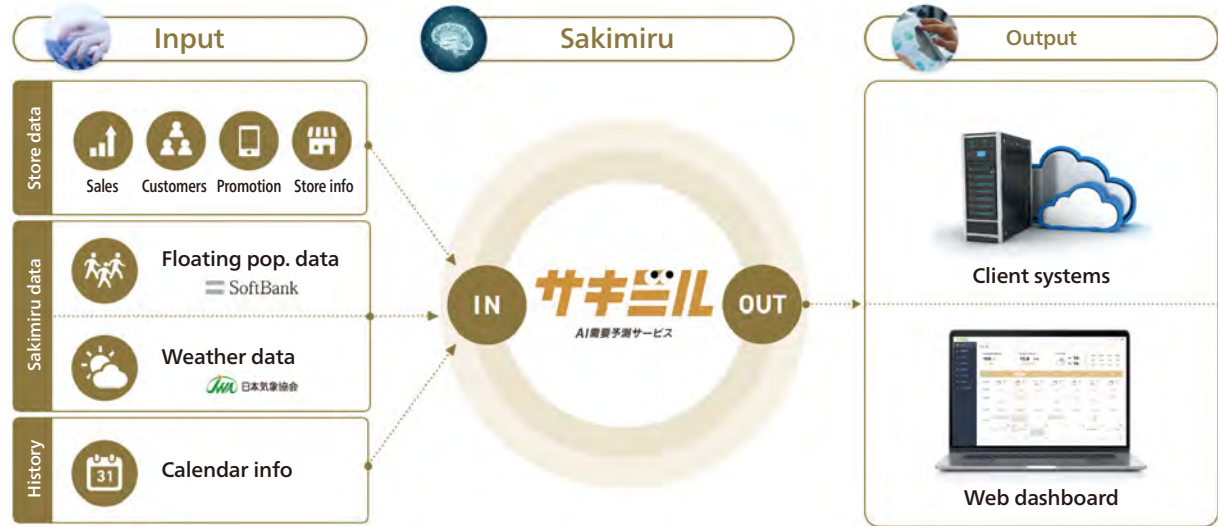 Input
Sakimiru
Output
Store data
Sales
Customers
Promotion
Store info
Sakimiru data
Floating pop. data
SoftBank
Weather data
JWA 日本気象協会
History
31
Calendar info
IN
サキミル
AI需要予測サービス
OUT
Client systems
Web dashboard